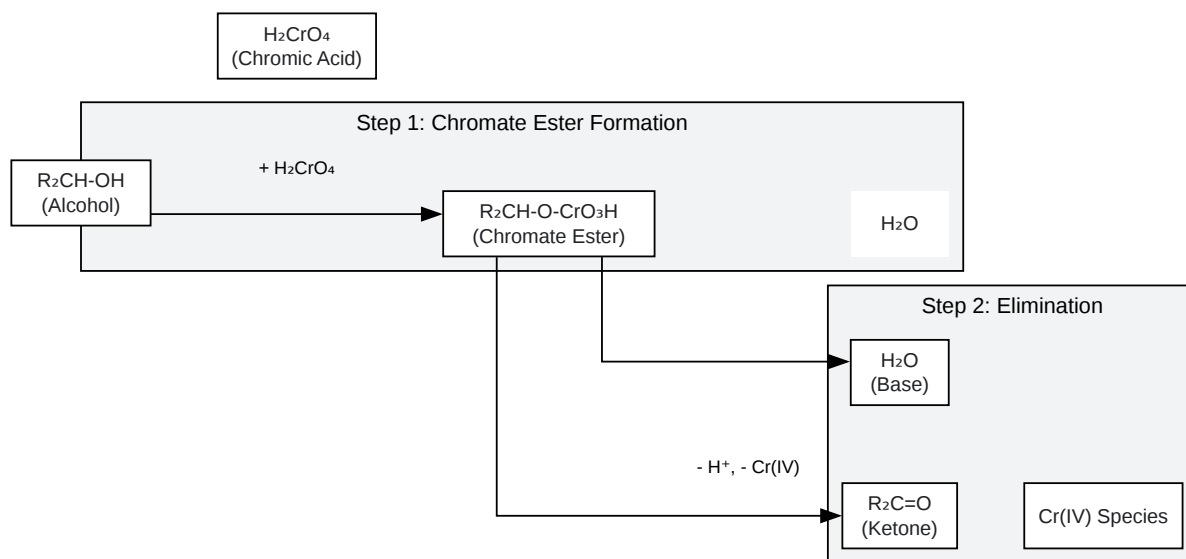 H₂CrO₄
(Chromic Acid)
Step 1: Chromate Ester Formation
+ H₂CrO₄
R₂CH-OH
(Alcohol)
R₂CH-O-CrO₃H
(Chromate Ester)
H₂O
Step 2: Elimination
H₂O
(Base)
- H⁺, - Cr(IV)
R₂C=O
(Ketone)
Cr(IV) Species